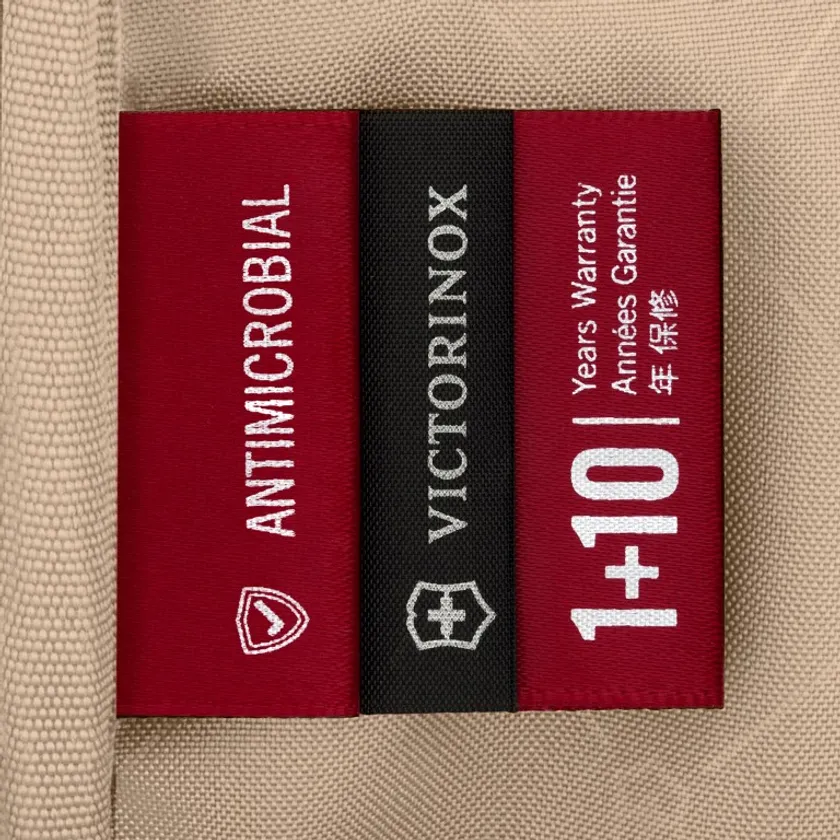 ANTIMICROBIAL
VICTORINOX
1+10
Years Warranty
Années Garantie
年 保修